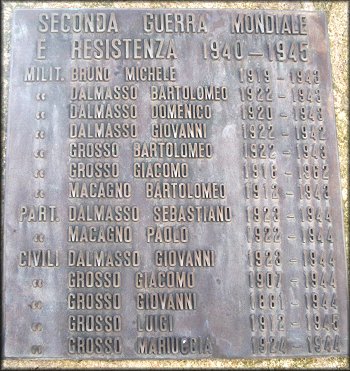 SECONDA GUERRA MONDIALE
E RESISTENZA 1940-1945
MILIT. BRUNO MICHELE 1919-1943
" DALMASSO BARTOLOMEO 1922-1943
" DALMASSO DOMENICO 1920-1943
" DALMASSO GIOVANNI 1922-1942
" GROSSO BARTOLOMEO 1922-1943
" GROSSO GIACOMO
" MACAGNO BARTOLOMEO 1912-1943
PART. DALMASSO SEBASTIANO 1923-1944
" MACAGNO PAOLO 1922-1944
CIVILI DALMASSO GIOVANNI 1923-1944
" GROSSO GIACOMO 1907-1944
" GROSSO GIOVANNI 1881-1944
" GROSSO LUIGI 1912-1945
" GROSSO MARIUCCIA 1924-1944